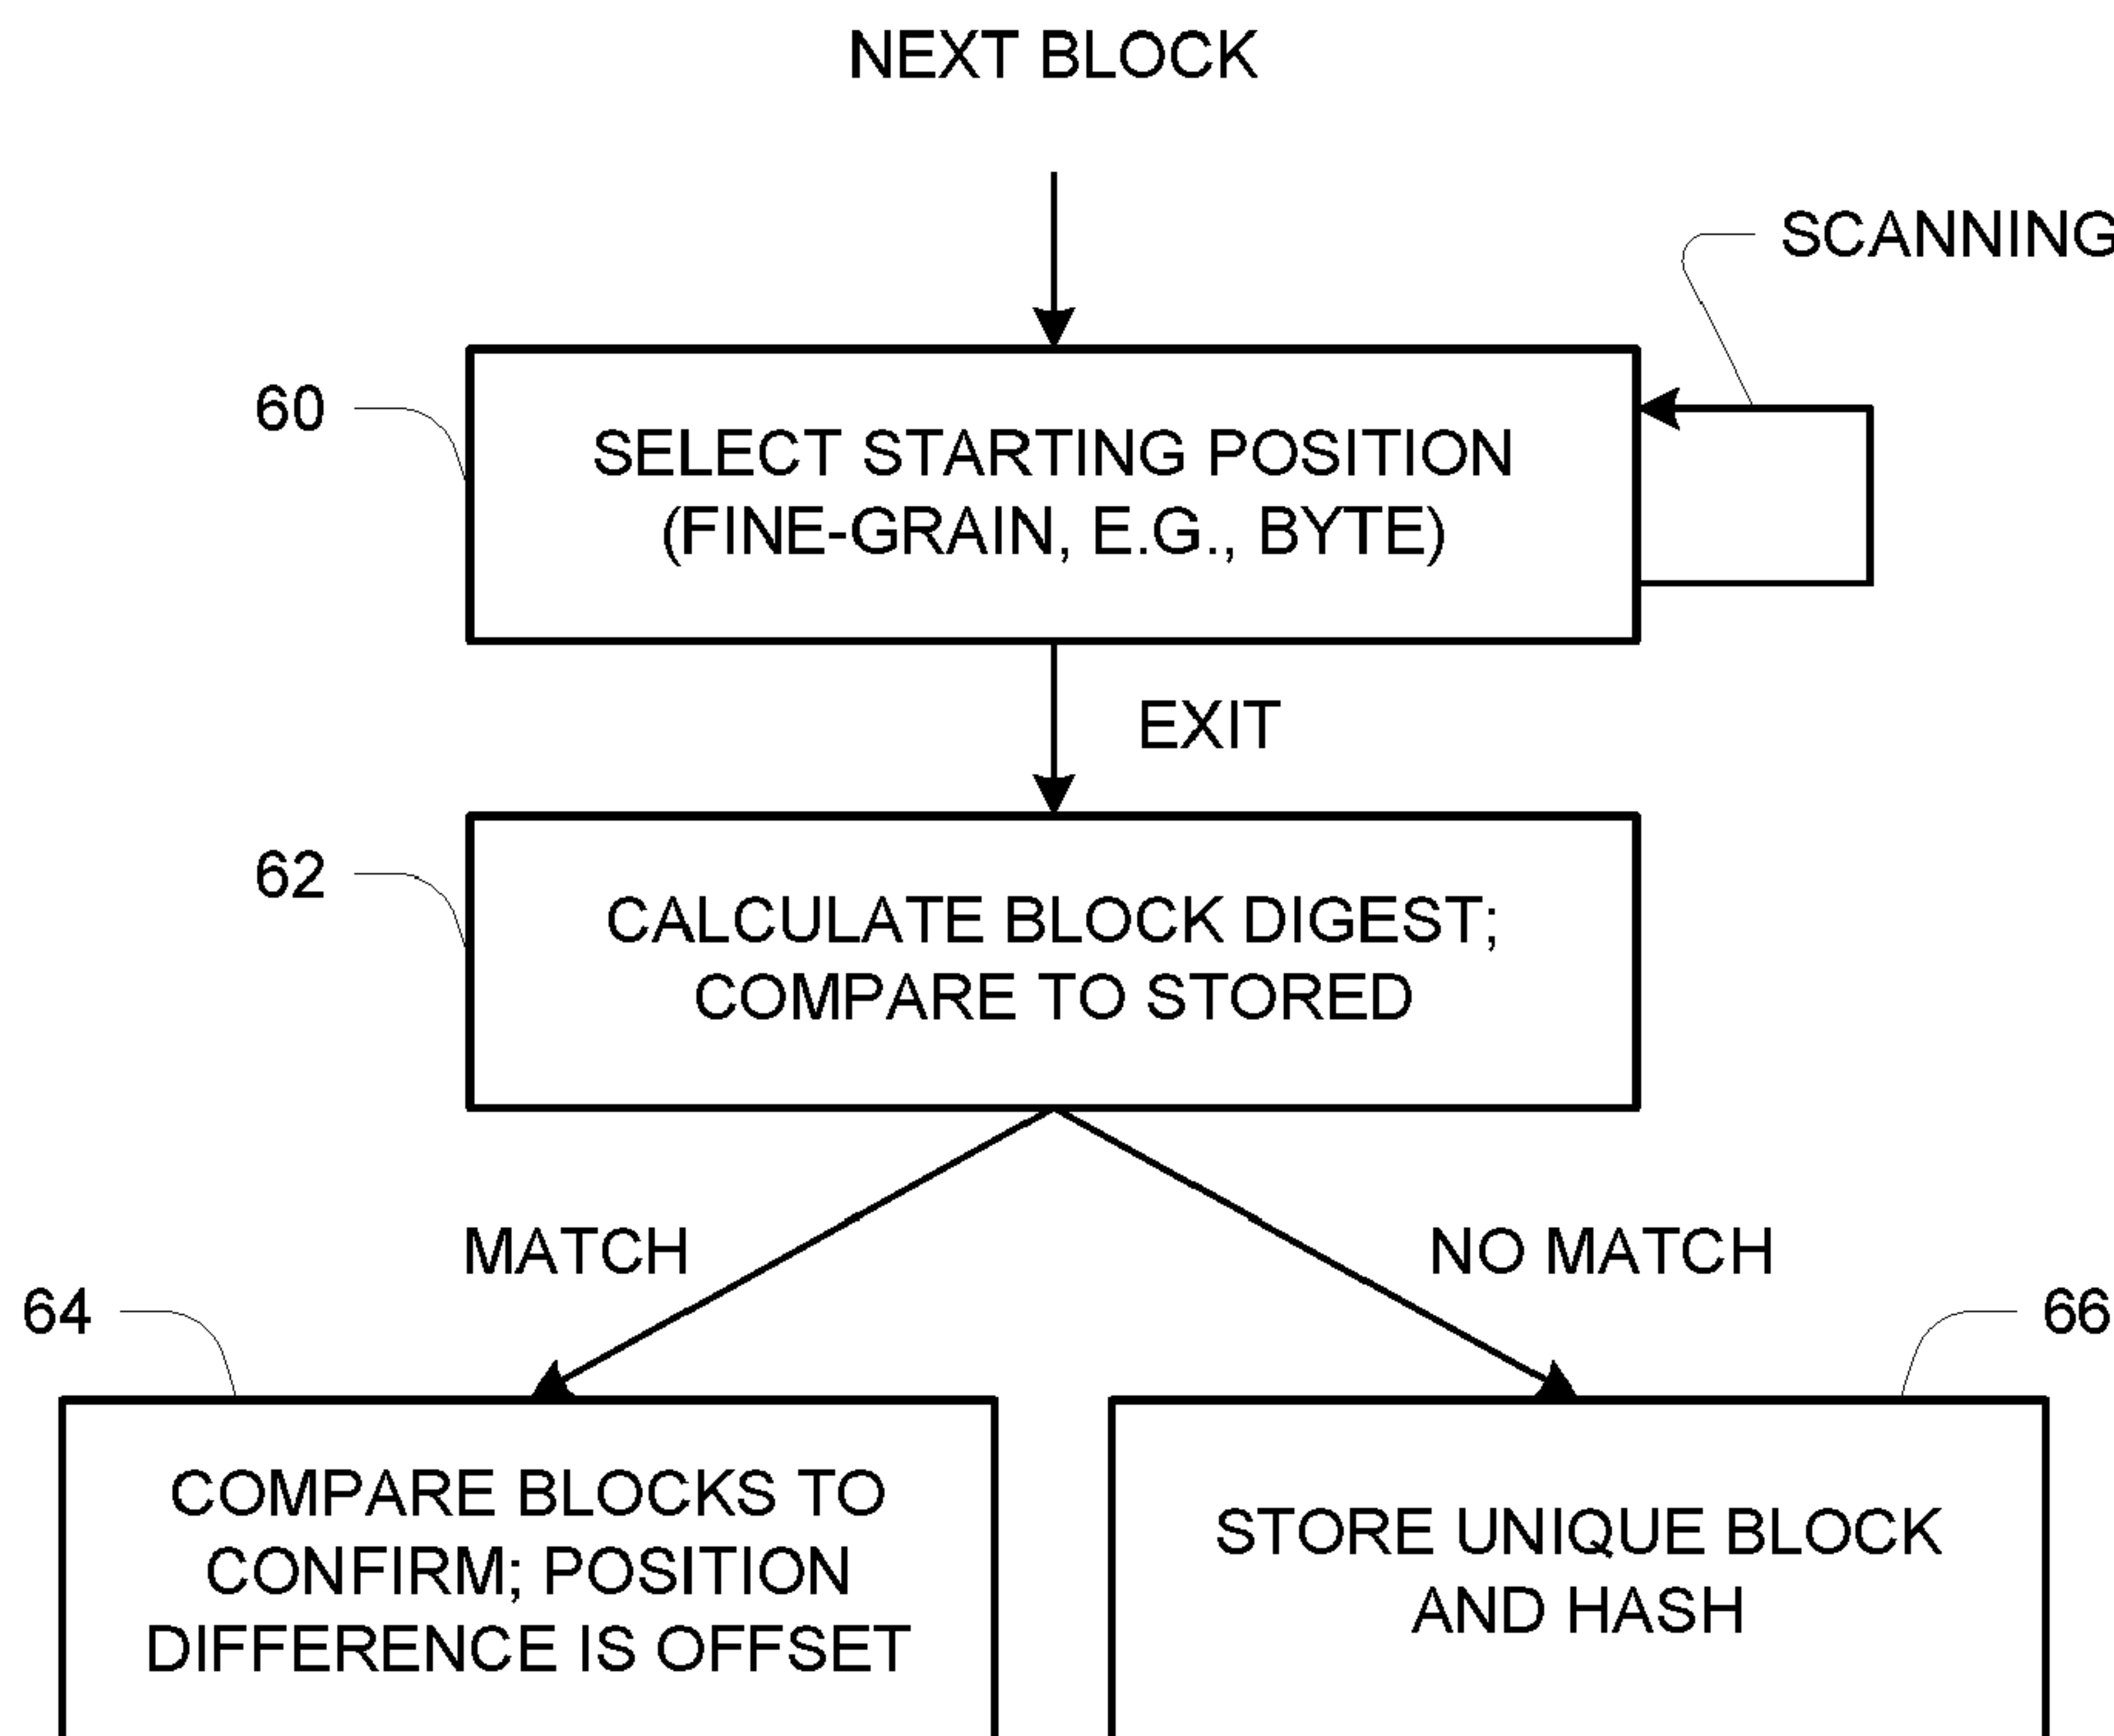 NEXT BLOCK
SCANNING
60
SELECT STARTING POSITION
(FINE-GRAIN, E.G., BYTE)
EXIT
62
CALCULATE BLOCK DIGEST;
COMPARE TO STORED
MATCH
NO MATCH
64
66
COMPARE BLOCKS TO
CONFIRM; POSITION
DIFFERENCE IS OFFSET
STORE UNIQUE BLOCK
AND HASH